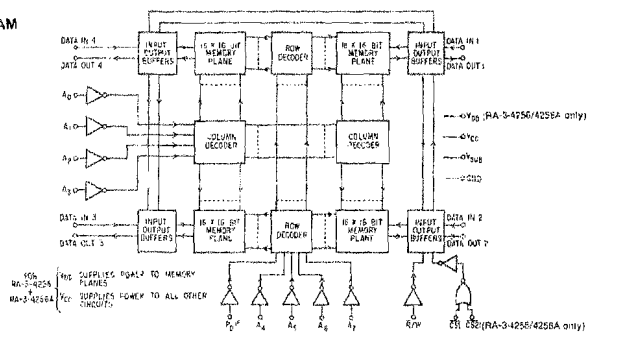 AM
DATA IN 4
DATA OUT 4
INPUT OUTPUT BUFFERS
16 X 16 BIT MEMORY PLANE
ROW DECODER
16 X 16 BIT MEMORY PLANE
INPUT OUTPUT BUFFERS
DATA IN 1
DATA OUT 1
A0
A1
A2
A3
COLUMN DECODER
COLUMN DECODER
VDD (RA-3-4256/4256A only)
VCC
VSUB
GND
DATA IN 3
DATA OUT 3
INPUT OUTPUT BUFFERS
16 X 16 BIT MEMORY PLANE
ROW DECODER
16 X 16 BIT MEMORY PLANE
INPUT OUTPUT BUFFERS
DATA IN 2
DATA OUT 2
FOR
RA-3-4256
RA-3-4256A
VDD SUPPLIES POWER TO MEMORY PLANES
VCC SUPPLIES POWER TO ALL OTHER CIRCUITS
A4
A5
A6
A7
R/W
CS1 CS2 (RA-3-4256/4256A only)